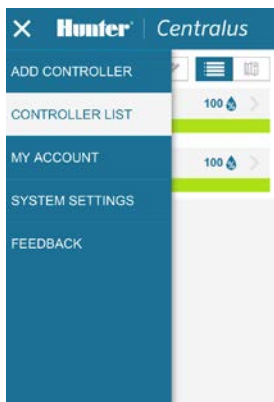 Hunter Centralus
ADD CONTROLLER
CONTROLLER LIST
100
MY ACCOUNT
100
SYSTEM SETTINGS
FEEDBACK